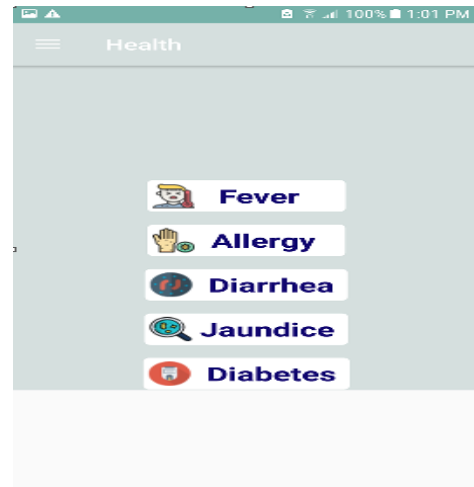 100% 1:01 PM
Health
Fever
Allergy
Diarrhea
Jaundice
Diabetes